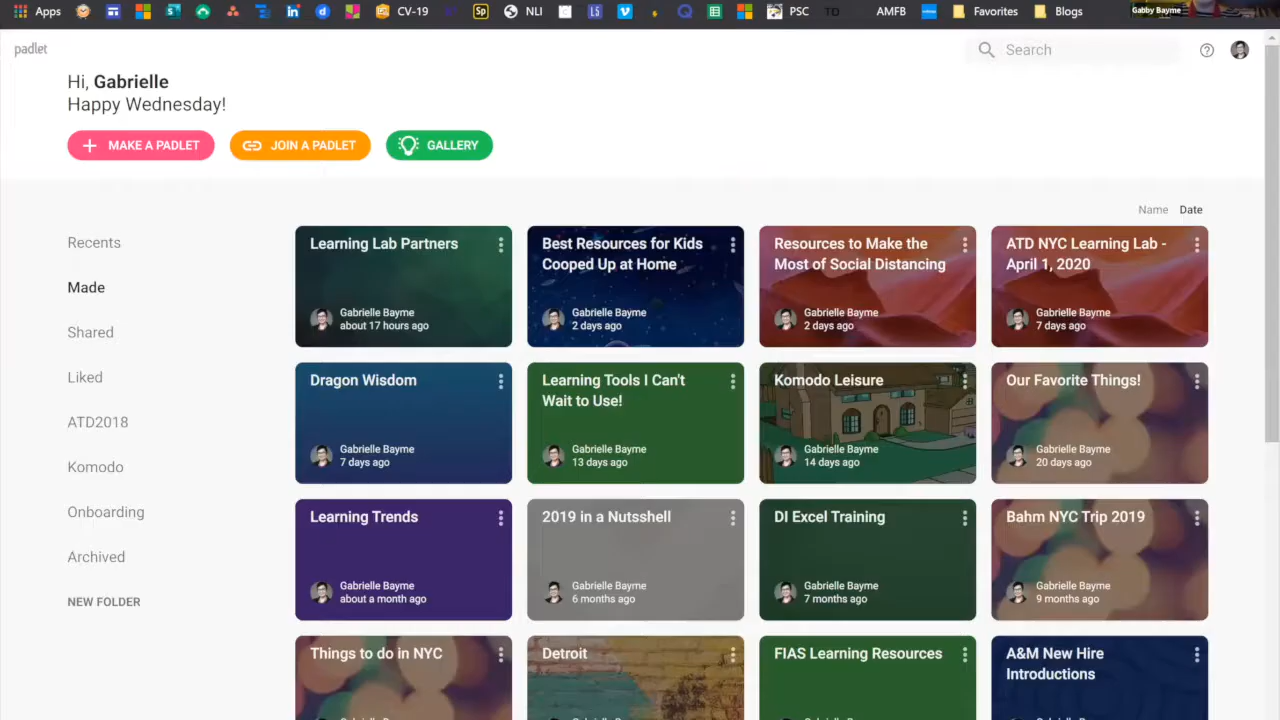 Apps
CV-19
Sp
NLI
LS
PSC
TD
AMFB
Favorites
Blogs
Gabby Bayme
padlet
Search
Hi, Gabrielle
Happy Wednesday!
MAKE A PADLET
JOIN A PADLET
GALLERY
Name Date
Recents
Made
Shared
Liked
ATD2018
Komodo
Onboarding
Archived
NEW FOLDER
Learning Lab Partners
Gabrielle Bayme
about 17 hours ago
Best Resources for Kids
Cooped Up at Home
Gabrielle Bayme
2 days ago
Resources to Make the
Most of Social Distancing
Gabrielle Bayme
2 days ago
ATD NYC Learning Lab -
April 1, 2020
Gabrielle Bayme
7 days ago
Dragon Wisdom
Gabrielle Bayme
7 days ago
Learning Tools I Can't
Wait to Use!
Gabrielle Bayme
13 days ago
Komodo Leisure
Gabrielle Bayme
14 days ago
Our Favorite Things!
Gabrielle Bayme
20 days ago
Learning Trends
Gabrielle Bayme
about a month ago
2019 in a Nutsshell
Gabrielle Bayme
6 months ago
DI Excel Training
Gabrielle Bayme
7 months ago
Bahm NYC Trip 2019
Gabrielle Bayme
9 months ago
Things to do in NYC
Detroit
FIAS Learning Resources
A&M New Hire
Introductions